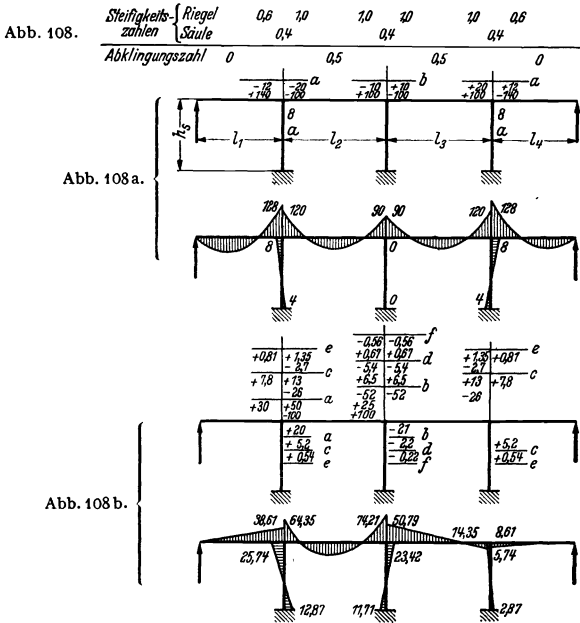 Abb. 108.
Steifigkeits-zahlen { Riegel 0,6 1,0 1,0 1,0 1,0 0,6
Säule 0,4 0,4 0,4
Abklingungszahl 0 0,5 0,5 0
a b a
-12 -20 -10 +10 +20 +12
+140 -100 +100 -100 +100 -140
8 8
hs a a
l1 l2 l3 l4
Abb. 108a.
128 120 90 90 120 128
8 0 8
4 0 4
f
e -0,56 -0,56 e
+0,81 +1,35 +0,67 +0,67 d +1,35 +0,81
-2,7 c -5,4 -5,4 -2,7 c
+7,8 +13 +6,5 +6,5 b +13 +7,8
-26 a -52 -52 -26
+30 +50 +25
-100 +100
+20 a -21 b
+5,2 c -2,2 d +5,2 c
+0,54 e -0,22 f +0,54 e
Abb. 108b.
38,61 64,35 74,21 50,79 14,35 8,61
25,74 23,42 5,74
12,87 11,71 2,87